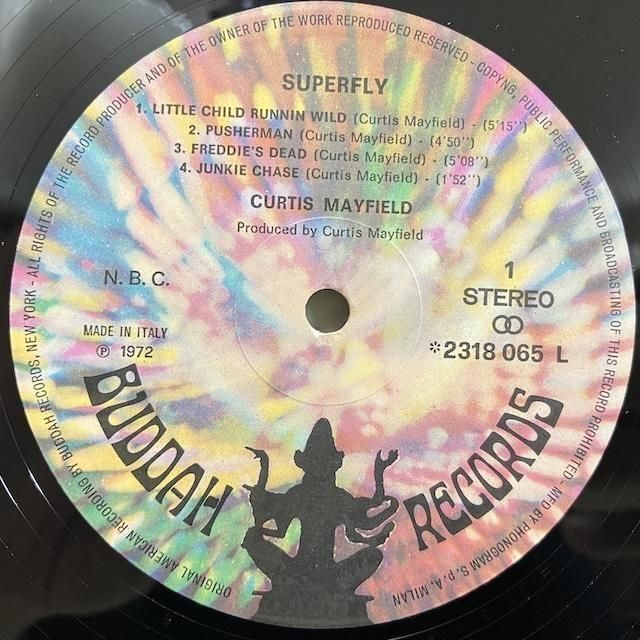 SUPERFLY
1. LITTLE CHILD RUNNIN WILD (Curtis Mayfield) - (5'15")
2. PUSHERMAN (Curtis Mayfield) - (4'50")
3. FREDDIE'S DEAD (Curtis Mayfield) - (5'08")
4. JUNKIE CHASE (Curtis Mayfield) - (1'52")
CURTIS MAYFIELD
Produced by Curtis Mayfield
N.B.C.
MADE IN ITALY
Ⓟ 1972
1
STEREO
*2318 065 L
BUDDAH RECORDS
ORIGINAL AMERICAN RECORDING BY BUDDAH RECORDS, NEW YORK - ALL RIGHTS OF THE RECORD PRODUCER AND OF THE OWNER OF THE WORK REPRODUCED RESERVED - COPYNG, PUBLIC PERFORMANCE AND BROADCASTING OF THIS RECORD PROHIBITED - MFD BY PHONOGRAM S.p.A. MILAN